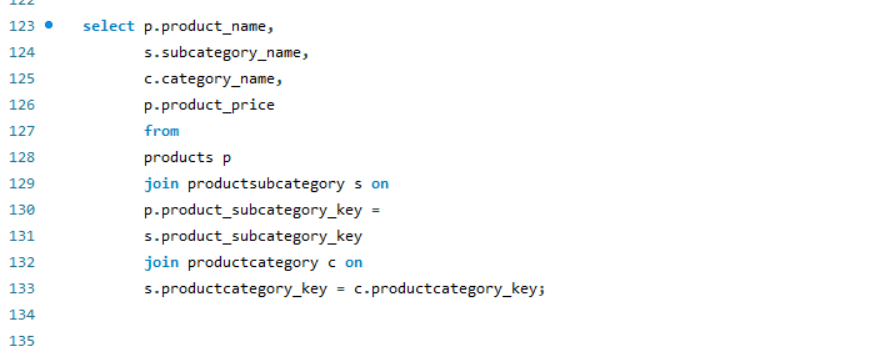 122
123 select p.product_name,
124 s.subcategory_name,
125 c.category_name,
126 p.product_price
127 from
128 products p
129 join productsubcategory s on
130 p.product_subcategory_key =
131 s.product_subcategory_key
132 join productcategory c on
133 s.productcategory_key = c.productcategory_key;
134
135